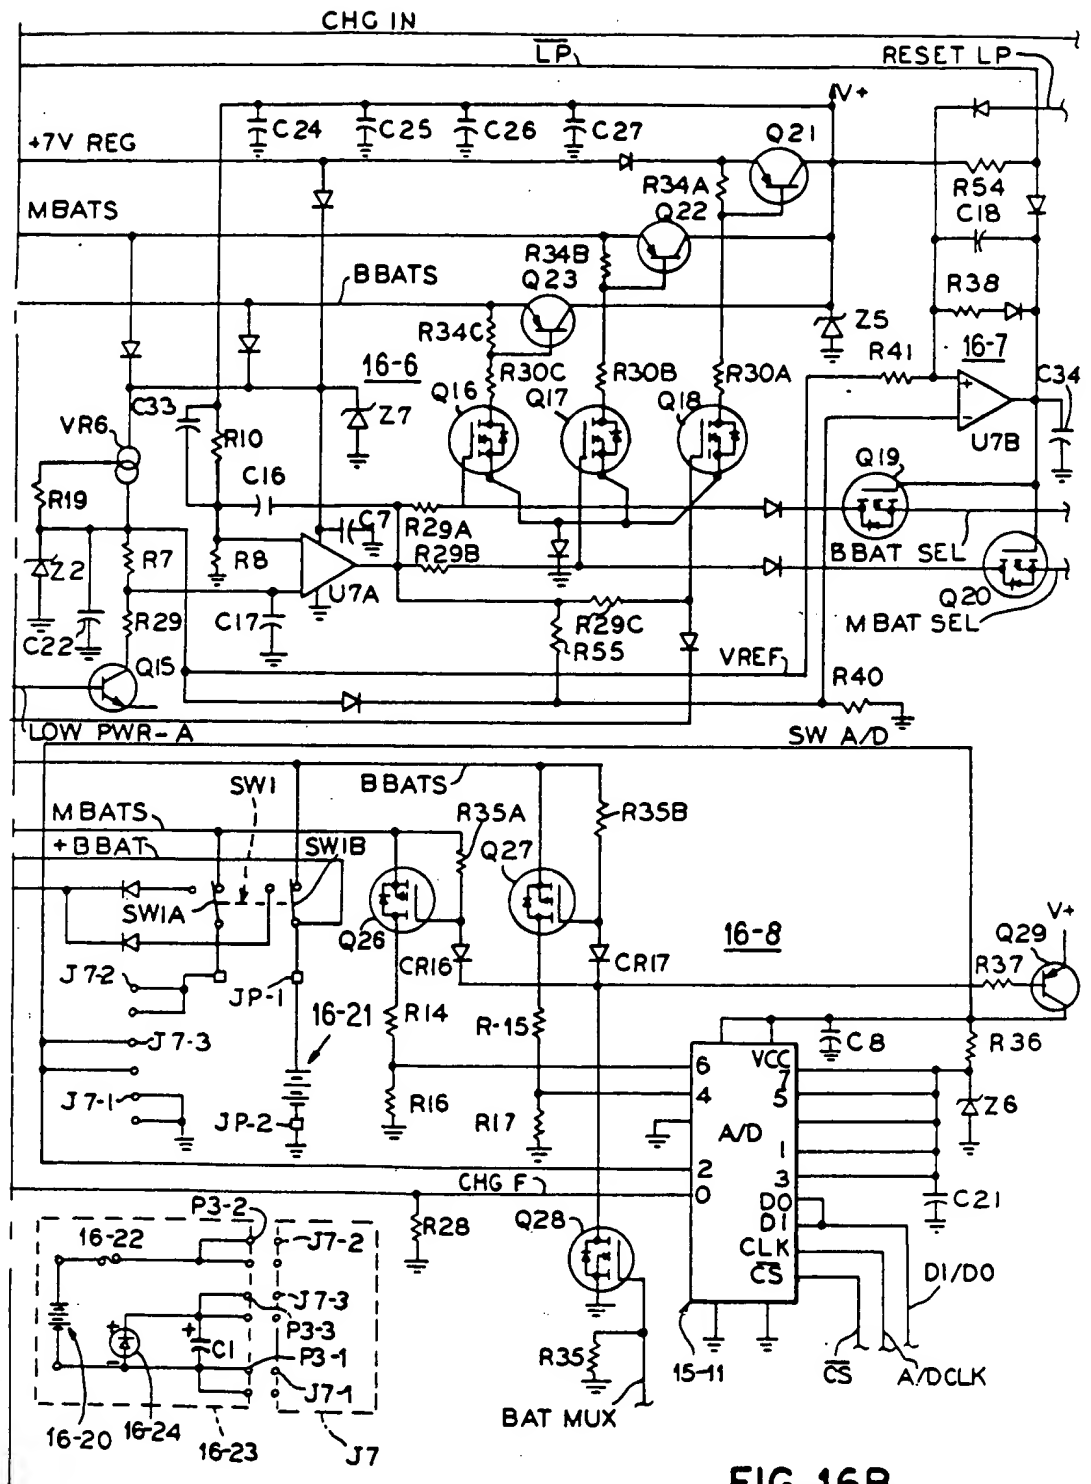 CHG IN
LP
RESET LP
V+
C24
C25
C26
C27
Q21
+7V REG
R34A
R54
Q22
C18
MBATS
R34B
Q23
BBATS
R38
R34C
Z5
16-7
R41
16-6
R30C
R30B
R30A
C34
Q16
Q17
Q18
C33
Z7
U7B
VR6
R10
Q19
C16
R19
C7
R29A
BBAT SEL
Z2
R7
R8
R29B
U7A
Q20
C22
R29
C17
R29C
MBAT SEL
R55
Q15
VREF
R40
LOW PWR-A
SW A/D
SW1
BBATS
MBATS
R35A
R35B
+BBAT
SW1B
Q27
SW1A
16-8
V+
Q26
Q29
CR16
CR17
R37
J7-2
JP-1
16-21
R14
R-15
C8
R36
J7-3
6
VCC
7
J7-1
R16
4
5
Z6
JP-2
R17
A/D
1
2
3
CHG F
0
C21
P3-2
R28
Q28
DO
DI
16-22
J7-2
CLK
CS
DI/DO
J7-3
+
+
P3-3
C1
P3-1
-
R35
15-11
J7-1
CS
A/DCLK
BAT MUX
16-20
16-24
16-23
J7
FIG. 16B